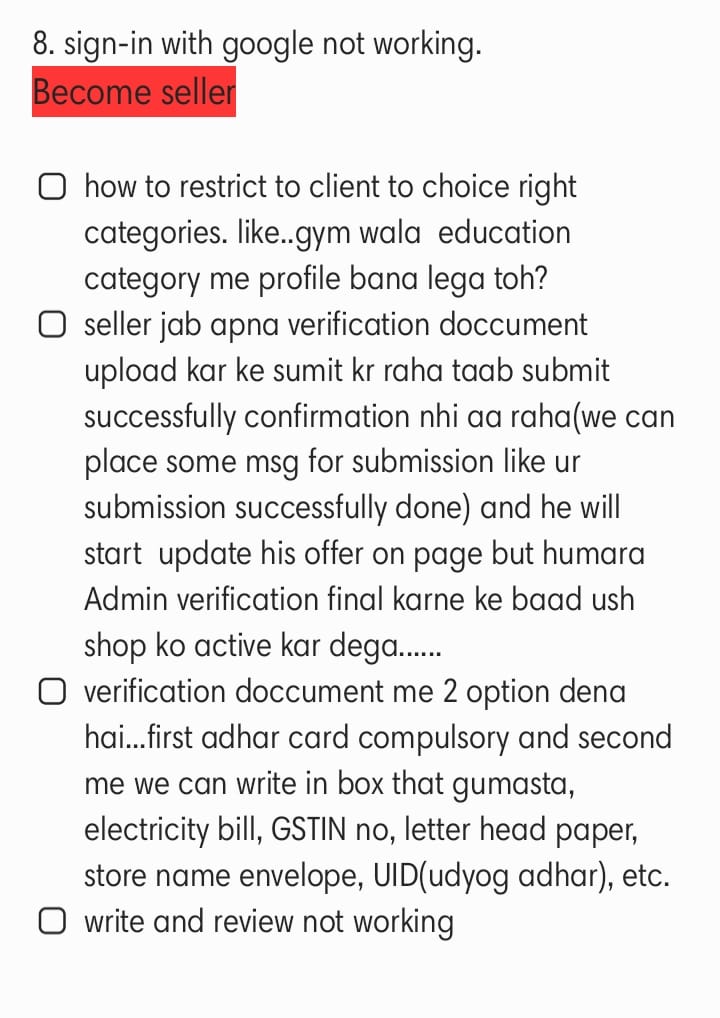 8. sign-in with google not working.
Become seller
how to restrict to client to choice right
categories. like..gym wala  education
category me profile bana lega toh?
seller jab apna verification doccument
upload kar ke sumit kr raha taab submit
successfully confirmation nhi aa raha(we can
place some msg for submission like ur
submission successfully done) and he will
start  update his offer on page but humara
Admin verification final karne ke baad ush
shop ko active kar dega......
verification doccument me 2 option dena
hai...first adhar card compulsory and second
me we can write in box that gumasta,
electricity bill, GSTIN no, letter head paper,
store name envelope, UID(udyog adhar), etc.
write and review not working